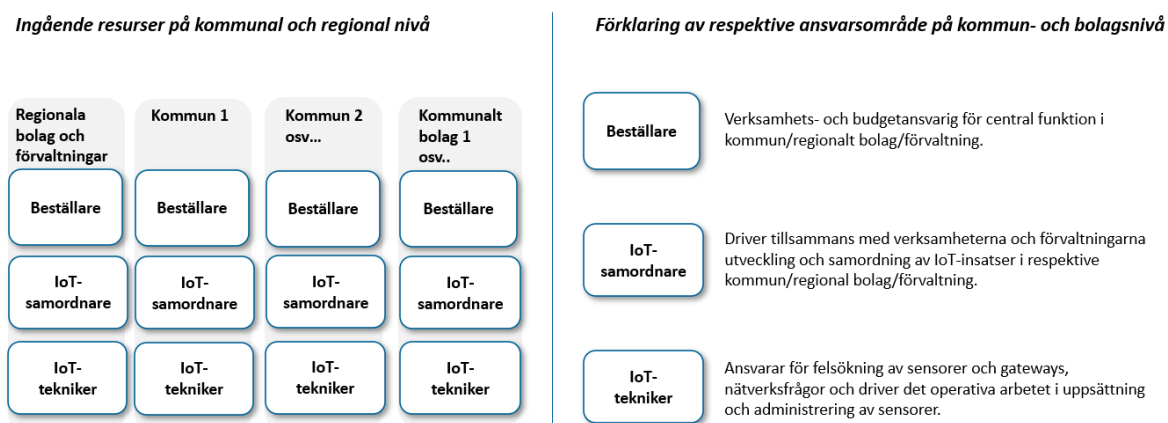 Ingående resurser på kommunal och regional nivå
Regionala
bolag och
förvaltningar
Kommun 1
Kommun 2
osv...
Kommunalt
bolag 1
osv..
Beställare
Beställare
Beställare
Beställare
IoT-
samordnare
IoT-
samordnare
IoT-
samordnare
IoT-
samordnare
IoT-
tekniker
IoT-
tekniker
IoT-
tekniker
IoT-
tekniker
Förklaring av respektive ansvarsområde på kommun- och bolagsnivå
Beställare
Verksamhets- och budgetansvarig för central funktion i
kommun/regionalt bolag/förvaltning.
IoT-
samordnare
Driver tillsammans med verksamheterna och förvaltningarna
utveckling och samordning av IoT-insatser i respektive
kommun/regional bolag/förvaltning.
IoT-
tekniker
Ansvarar för felsökning av sensorer och gateways,
nätverksfrågor och driver det operativa arbetet i uppsättning
och administrering av sensorer.